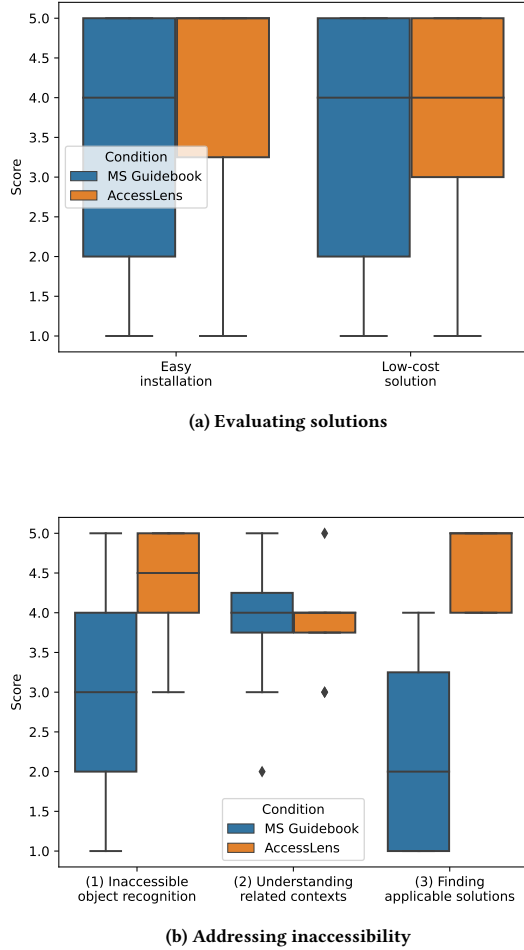 5.0
4.5
4.0
3.5
3.0
2.5
2.0
1.5
1.0
Score
Condition
MS Guidebook
AccessLens
Easy
installation
Low-cost
solution
(a) Evaluating solutions
5.0
4.5
4.0
3.5
3.0
2.5
2.0
1.5
1.0
Score
Condition
MS Guidebook
AccessLens
(1) Inaccessible
object recognition
(2) Understanding
related contexts
(3) Finding
applicable solutions
(b) Addressing inaccessibility